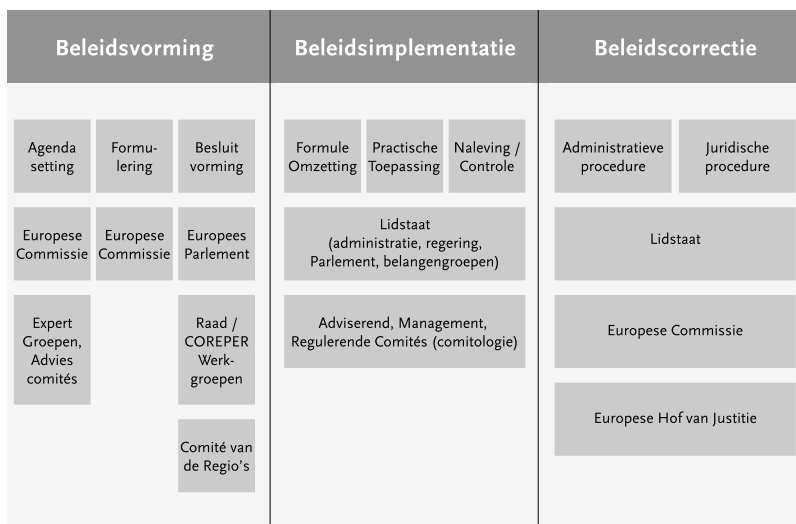 Beleidsvorming
Agenda
setting
Formu-
lering
Besluit
vorming
Europese
Commissie
Europese
Commissie
Europees
Parlement
Expert
Groepen,
Advies
comités
Raad /
COREPER
Werk-
groepen
Comité van
de Regio's
Beleidsimplementatie
Formule
Omzetting
Practische
Toepassing
Naleving /
Controle
Lidstaat
(administratie, regering,
Parlement, belangengroepen)
Adviserend, Management,
Regulerende Comités (comitologie)
Beleidscorrectie
Administratieve
procedure
Juridische
procedure
Lidstaat
Europese Commissie
Europese Hof van Justitie